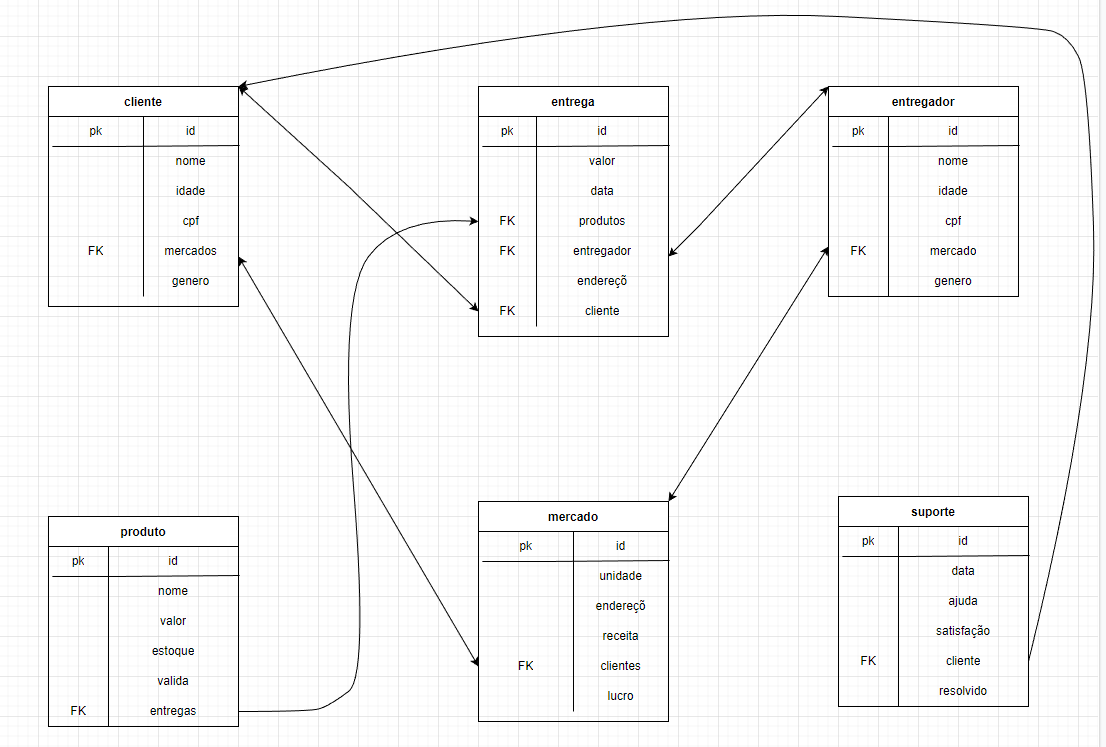 cliente
pk id
nome
idade
cpf
FK mercados
genero
entrega
pk id
valor
data
FK produtos
FK entregador
endereçõ
FK cliente
entregador
pk id
nome
idade
cpf
FK mercado
genero
produto
pk id
nome
valor
estoque
valida
FK entregas
mercado
pk id
unidade
endereçõ
receita
FK clientes
lucro
suporte
pk id
data
ajuda
satisfação
FK cliente
resolvido